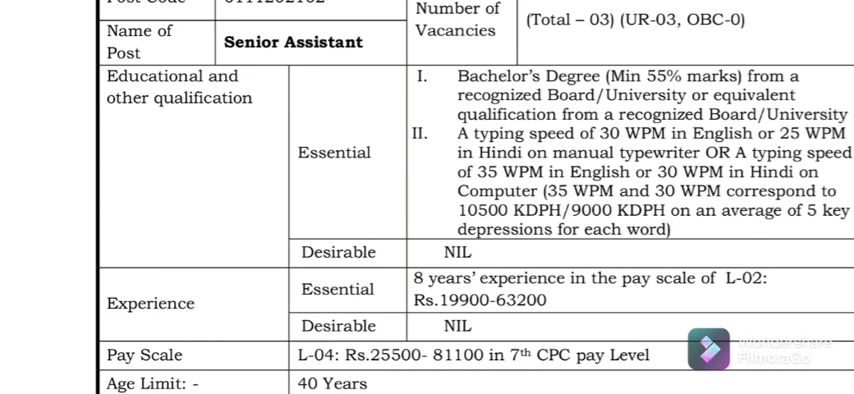 Number of
Vacancies
(Total – 03) (UR-03, OBC-0)
Name of
Post
Senior Assistant
Educational and
other qualification
Essential
I. Bachelor's Degree (Min 55% marks) from a
recognized Board/University or equivalent
qualification from a recognized Board/University
II. A typing speed of 30 WPM in English or 25 WPM
in Hindi on manual typewriter OR A typing speed
of 35 WPM in English or 30 WPM in Hindi on
Computer (35 WPM and 30 WPM correspond to
10500 KDPH/9000 KDPH on an average of 5 key
depressions for each word)
Desirable
NIL
Experience
Essential
8 years' experience in the pay scale of L-02:
Rs.19900-63200
Desirable
NIL
Pay Scale
L-04: Rs.25500- 81100 in 7th CPC pay Level
Wondershare
FilmoraGo
Age Limit: -
40 Years